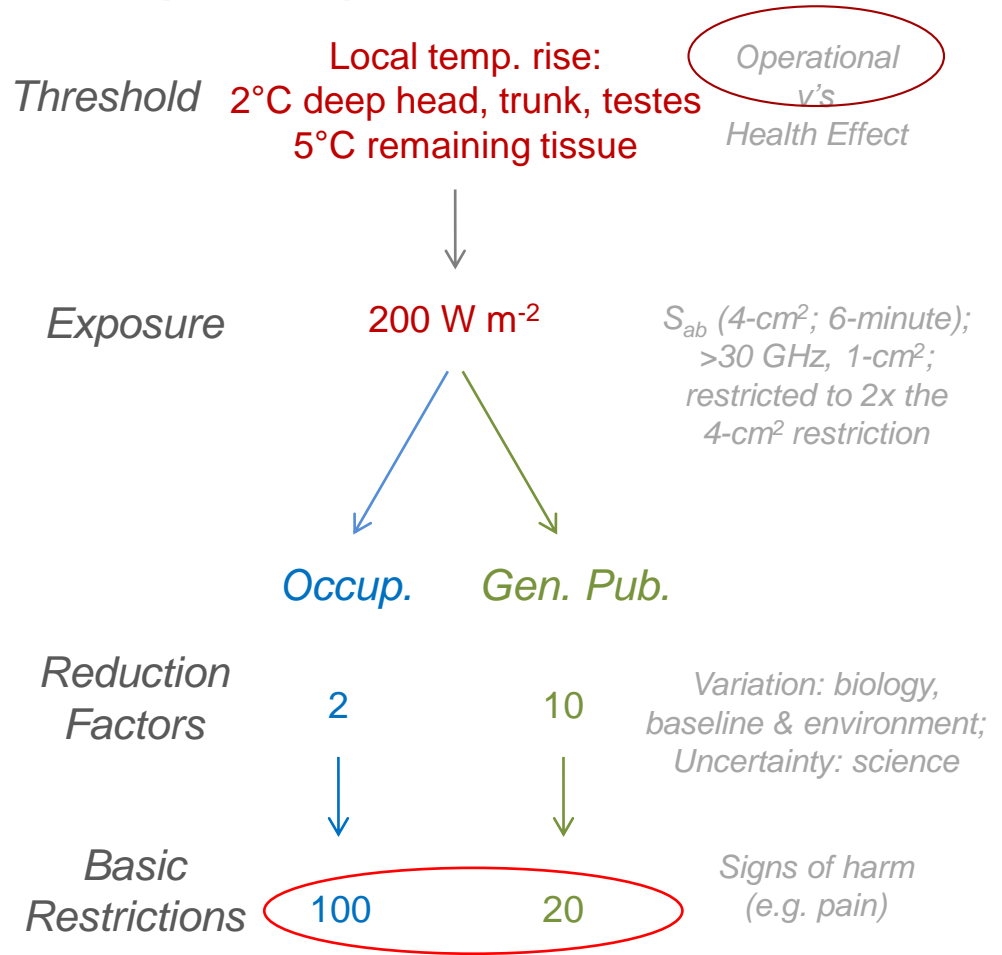 Local temp. rise:
Threshold 2°C deep head, trunk, testes
5°C remaining tissue
Operational
v's
Health Effect
Exposure
200 W m⁻²
S_ab (4-cm²; 6-minute);
>30 GHz, 1-cm²;
restricted to 2x the
4-cm² restriction
Occup. Gen. Pub.
Reduction
Factors
2 10
Variation: biology,
baseline & environment;
Uncertainty: science
Basic
Restrictions
100 20
Signs of harm
(e.g. pain)